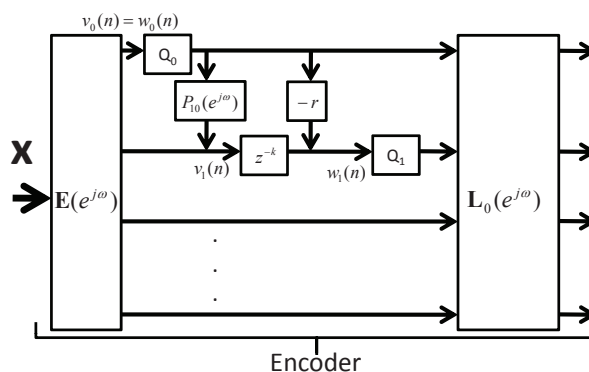 v₀(n) = w₀(n)
Q₀
P₁₀(e^{jω})
−r
X
E(e^{jω})
v₁(n)
z^{−k}
w₁(n)
Q₁
L₀(e^{jω})
.
.
.
Encoder